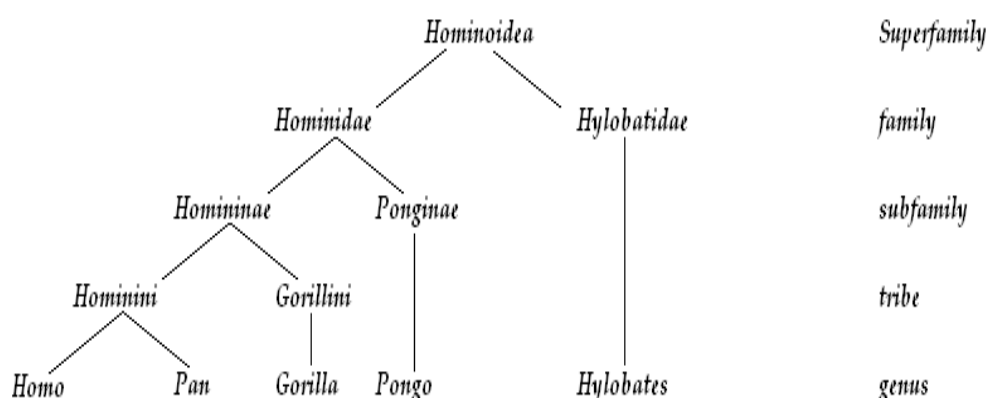 Hominoidea Superfamily
Hominidae Hylobatidae family
Homininae Ponginae subfamily
Hominini Gorillini tribe
Homo Pan Gorilla Pongo Hylobates genus